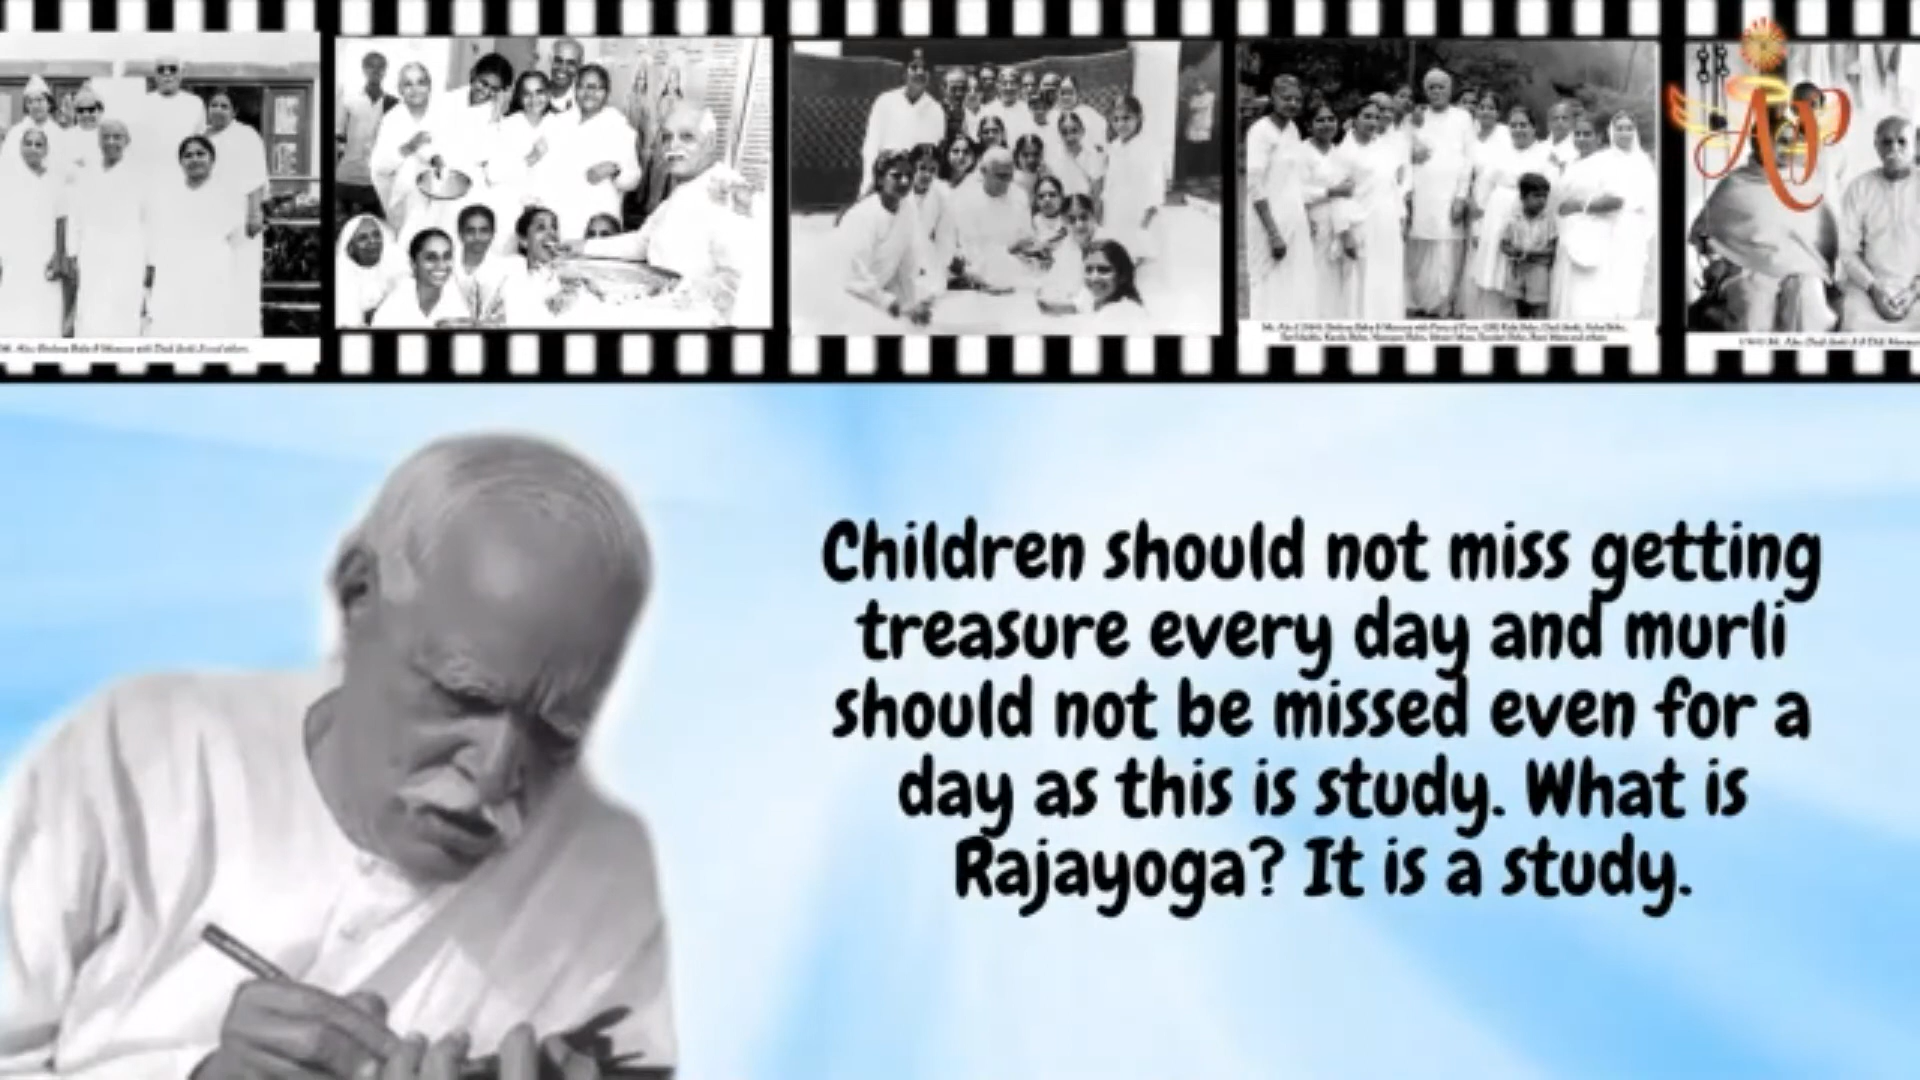 Children should not miss getting
treasure every day and murli
should not be missed even for a
day as this is study. What is
Rajayoga? It is a study.